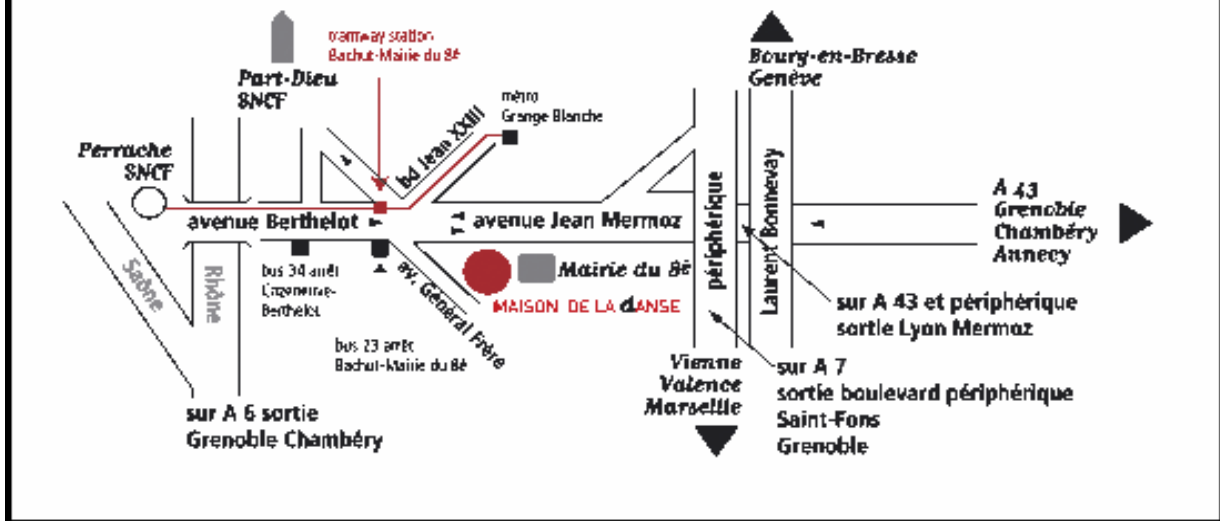 tramway station
Bachut-Mairie du 8è
Part-Dieu
SNCF
Bourg-en-Bresse
Genève
métro
Grange Blanche
bd Jean XXIII
Perrache
SNCF
avenue Berthelot
avenue Jean Mermoz
périphérique
Laurent Bonnevay
A 43
Grenoble
Chambéry
Annecy
Saône
Rhône
bus 34 arrêt
Berthelot
av. Général Frère
Mairie du 8è
MAISON DE LA dANSE
bus 23 arrêt
Bachut-Mairie du 8è
sur A 43 et périphérique
sortie Lyon Mermoz
Vienne
Valence
Marseille
sur A 7
sortie boulevard périphérique
Saint-Fons
Grenoble
sur A 6 sortie
Grenoble Chambéry